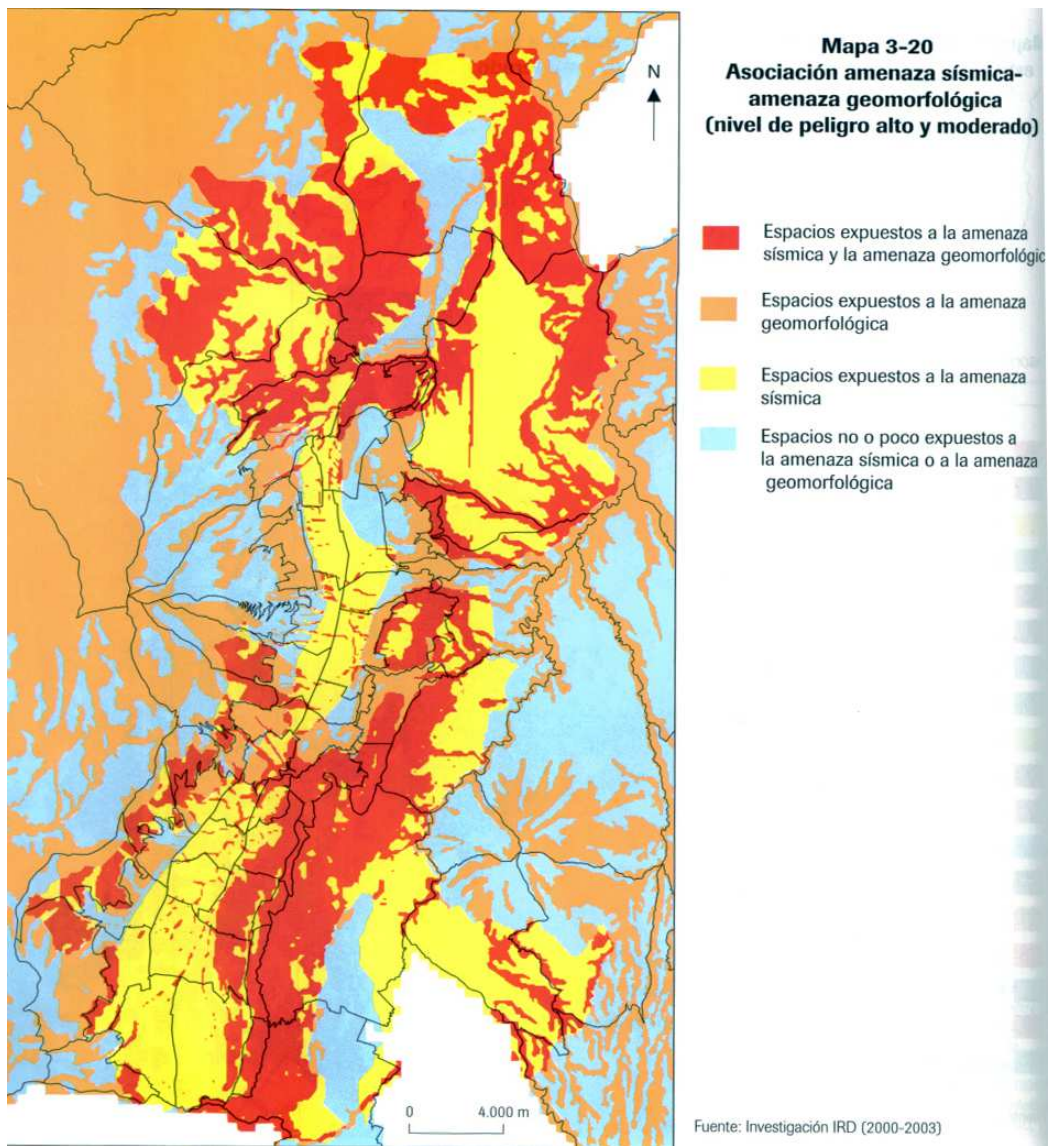 Mapa 3-20
Asociación amenaza sísmica-
amenaza geomorfológica
(nivel de peligro alto y moderado)
N
Espacios expuestos a la amenaza
sísmica y la amenaza geomorfológic
Espacios expuestos a la amenaza
geomorfológica
Espacios expuestos a la amenaza
sísmica
Espacios no o poco expuestos a
la amenaza sísmica o a la amenaza
geomorfológica
0 4.000 m
Fuente: Investigación IRD (2000-2003)